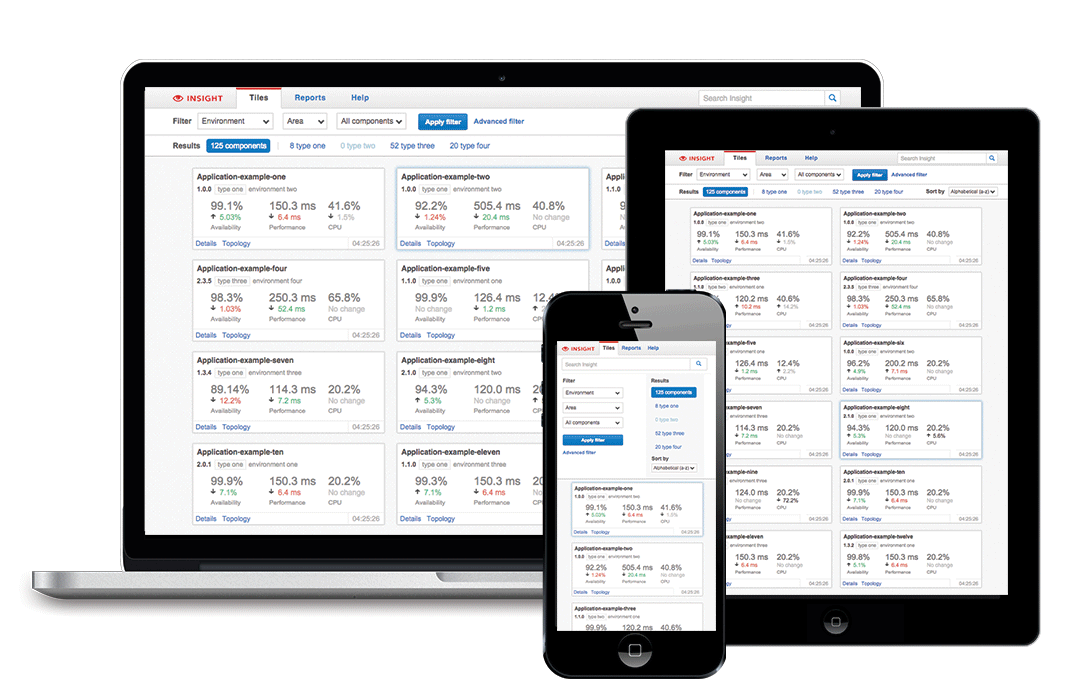 INSIGHT Tiles Reports Help Search Insight
Filter Environment Area All components Apply filter Advanced filter
Results 125 components 8 type one 0 type two 52 type three 20 type four
Application-example-one
1.0.0 type one environment two
99.1% 150.3 ms 41.6%
5.03% 6.4 ms 1.5%
Availability Performance CPU
Details Topology 04:25:26
Application-example-two
1.0.0 type one environment two
92.2% 505.4 ms 40.8%
1.24% 20.4 ms No change
Availability Performance CPU
Details Topology 04:25:26
Appli
1.1.0
Details
Application-example-four
2.3.5 type three environment four
98.3% 250.3 ms 65.8%
1.03% 52.4 ms No change
Availability Performance CPU
Details Topology 04:25:26
Application-example-five
1.1.0 type one environment one
99.9% 126.4 ms 12.4%
No change 1.2 ms
Availability Performance CPU
Appli
1.0.0
Application-example-seven
1.3.4 type one environment three
89.14% 114.3 ms 20.2%
12.2% 7.2 ms No change
Availability Performance CPU
Details Topology 04:25:26
Application-example-eight
2.1.0 type one environment two
94.3% 120.0 ms 20
5.3% No change No
Availability Performance CPU
Details Topology
Application-example-ten
2.0.1 type one environment one
99.9% 150.3 ms 20.2%
7.1% 6.4 ms No change
Availability Performance CPU
Details Topology 04:25:26
Application-example-eleven
1.1.0 type one environment three
99.3% 150.3 ms 20
7.1% 6.4 ms No
Availability Performance CPU
Details Topology
INSIGHT Tiles Reports Help Search Insight
Filter Environment Area All components Apply filter Advanced filter
Results 125 components 8 type one 0 type two 52 type three 20 type four Sort by Alphabetical (a-z)
Application-example-one
1.0.0 type one environment two
99.1% 150.3 ms 41.6%
5.03% 6.4 ms 1.5%
Availability Performance CPU
Details Topology 04:25:26
Application-example-two
1.0.0 type one environment two
92.2% 505.4 ms 40.8%
1.24% 20.4 ms No change
Availability Performance CPU
Details Topology 04:25:26
Application-example-three
1.1.0 type two environment one
120.2 ms 40.6%
10.2 ms 14.2%
Performance CPU
04:25:26
Application-example-four
2.3.5 type three environment four
98.3% 250.3 ms 65.8%
1.03% 52.4 ms No change
Availability Performance CPU
Details Topology 04:25:26
example-five
environment one
126.4 ms 12.4%
1.2 ms 2.2%
Performance CPU
04:25:26
Application-example-six
1.0.0 type one environment two
96.2% 200.2 ms 20.2%
4.9% 7.1 ms No change
Availability Performance CPU
Details Topology 04:25:26
example-seven
environment three
114.3 ms 20.2%
7.2 ms No change
Performance CPU
04:25:26
Application-example-eight
2.1.0 type one environment two
94.3% 120.0 ms 20.2%
5.3% No change 5.6%
Availability Performance CPU
Details Topology 04:25:26
example-nine
environment three
124.0 ms 20.2%
No change 72.2%
Performance CPU
04:25:26
Application-example-ten
2.0.1 type one environment one
99.9% 150.3 ms 20.2%
7.1% 6.4 ms No change
Availability Performance CPU
Details Topology 04:25:26
example-eleven
environment three
150.3 ms 20.2%
6.4 ms No change
Performance CPU
04:25:26
Application-example-twelve
1.3.2 type one environment one
99.8% 150.3 ms 20.2%
5.1% 6.4 ms No change
Availability Performance CPU
Details Topology 04:25:26
INSIGHT Tiles Reports Help
Search Insight
Filter
Environment
Area
All components
Apply filter
Advanced filter
Results
125 components
8 type one
0 type two
52 type three
20 type four
Sort by
Alphabetical (a-z)
Application-example-one
1.0.0 type one environment two
99.1% 150.3 ms 41.6%
5.03% 6.4 ms 1.5%
Availability Performance CPU
Details Topology 04:25:26
Application-example-two
1.0.0 type one environment two
92.2% 505.4 ms 40.8%
1.24% 20.4 ms No change
Availability Performance CPU
Details Topology 04:25:26
Application-example-three
1.1.0 type two environment one
99.9% 120.2 ms 40.6%